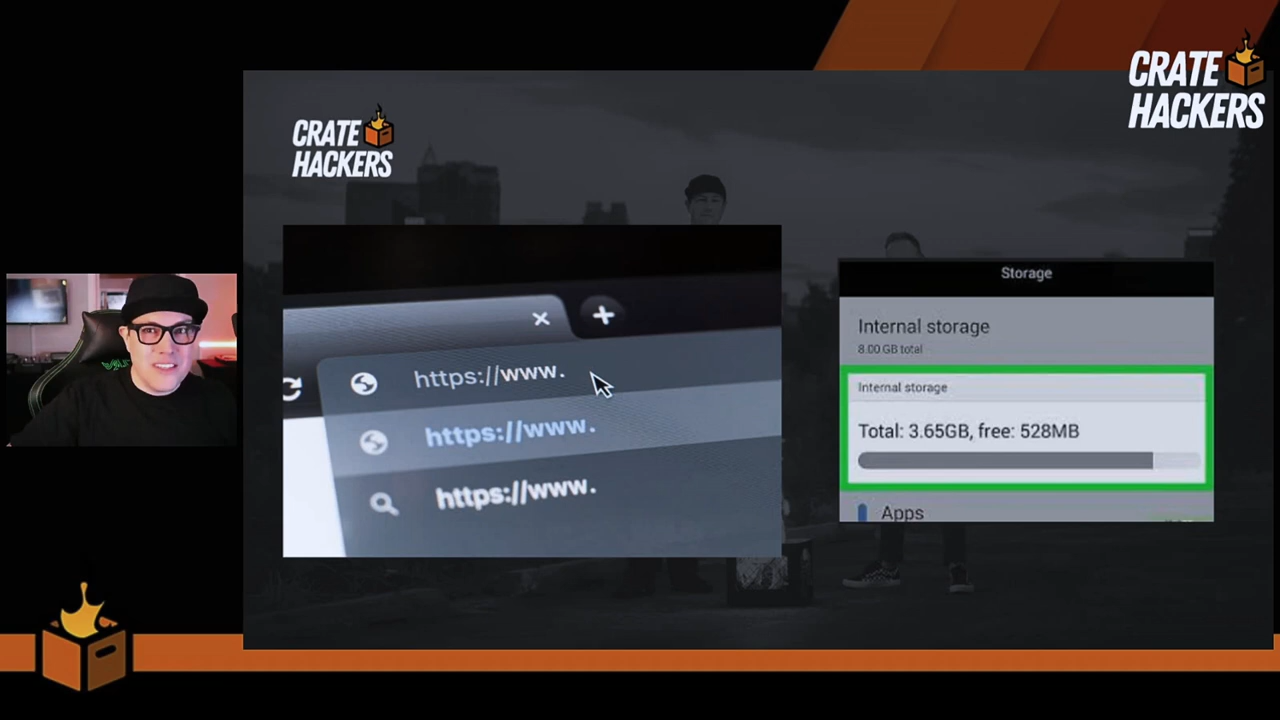 CRATE
HACKERS
CRATE
HACKERS
https://www.
https://www.
https://www.
Storage
Internal storage
8.00 GB total
Internal storage
Total: 3.65GB, free: 528MB
Apps